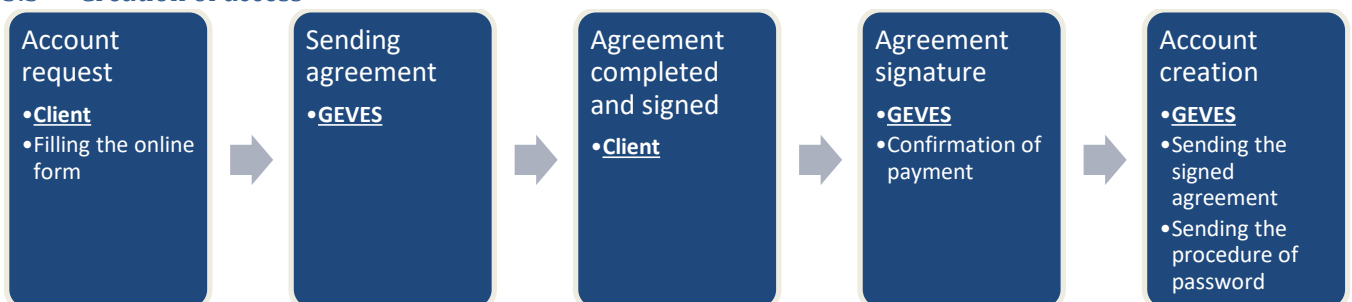 Account
request
•Client
•Filling the online
form
Sending
agreement
•GEVES
Agreement
completed
and signed
•Client
Agreement
signature
•GEVES
•Confirmation of
payment
Account
creation
•GEVES
•Sending the
signed
agreement
•Sending the
procedure of
password